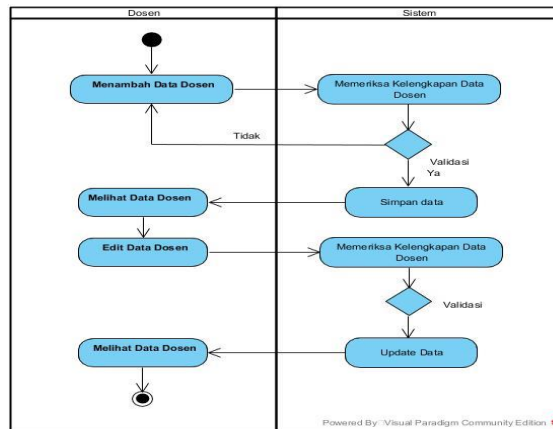 Dosen
Sistem
Menambah Data Dosen
Memeriksa Kelengkapan Data
Dosen
Tidak
Validasi
Ya
Melihat Data Dosen
Simpan data
Edit Data Dosen
Memeriksa Kelengkapan Data
Dosen
Validasi
Melihat Data Dosen
Update Data
Powered By Visual Paradigm Community Edition